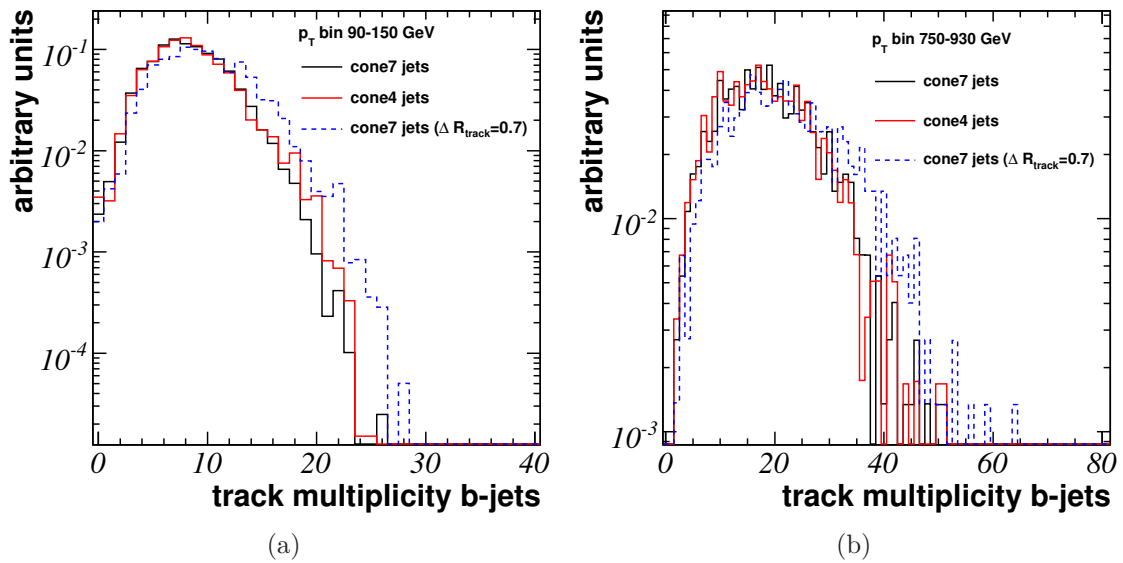 arbitrary units
10⁻¹
10⁻²
10⁻³
10⁻⁴
p_T bin 90-150 GeV
cone7 jets
cone4 jets
cone7 jets (Δ R_track=0.7)
0 10 20 30 40
track multiplicity b-jets
(a)
arbitrary units
10⁻²
10⁻³
p_T bin 750-930 GeV
cone7 jets
cone4 jets
cone7 jets (Δ R_track=0.7)
0 20 40 60 80
track multiplicity b-jets
(b)